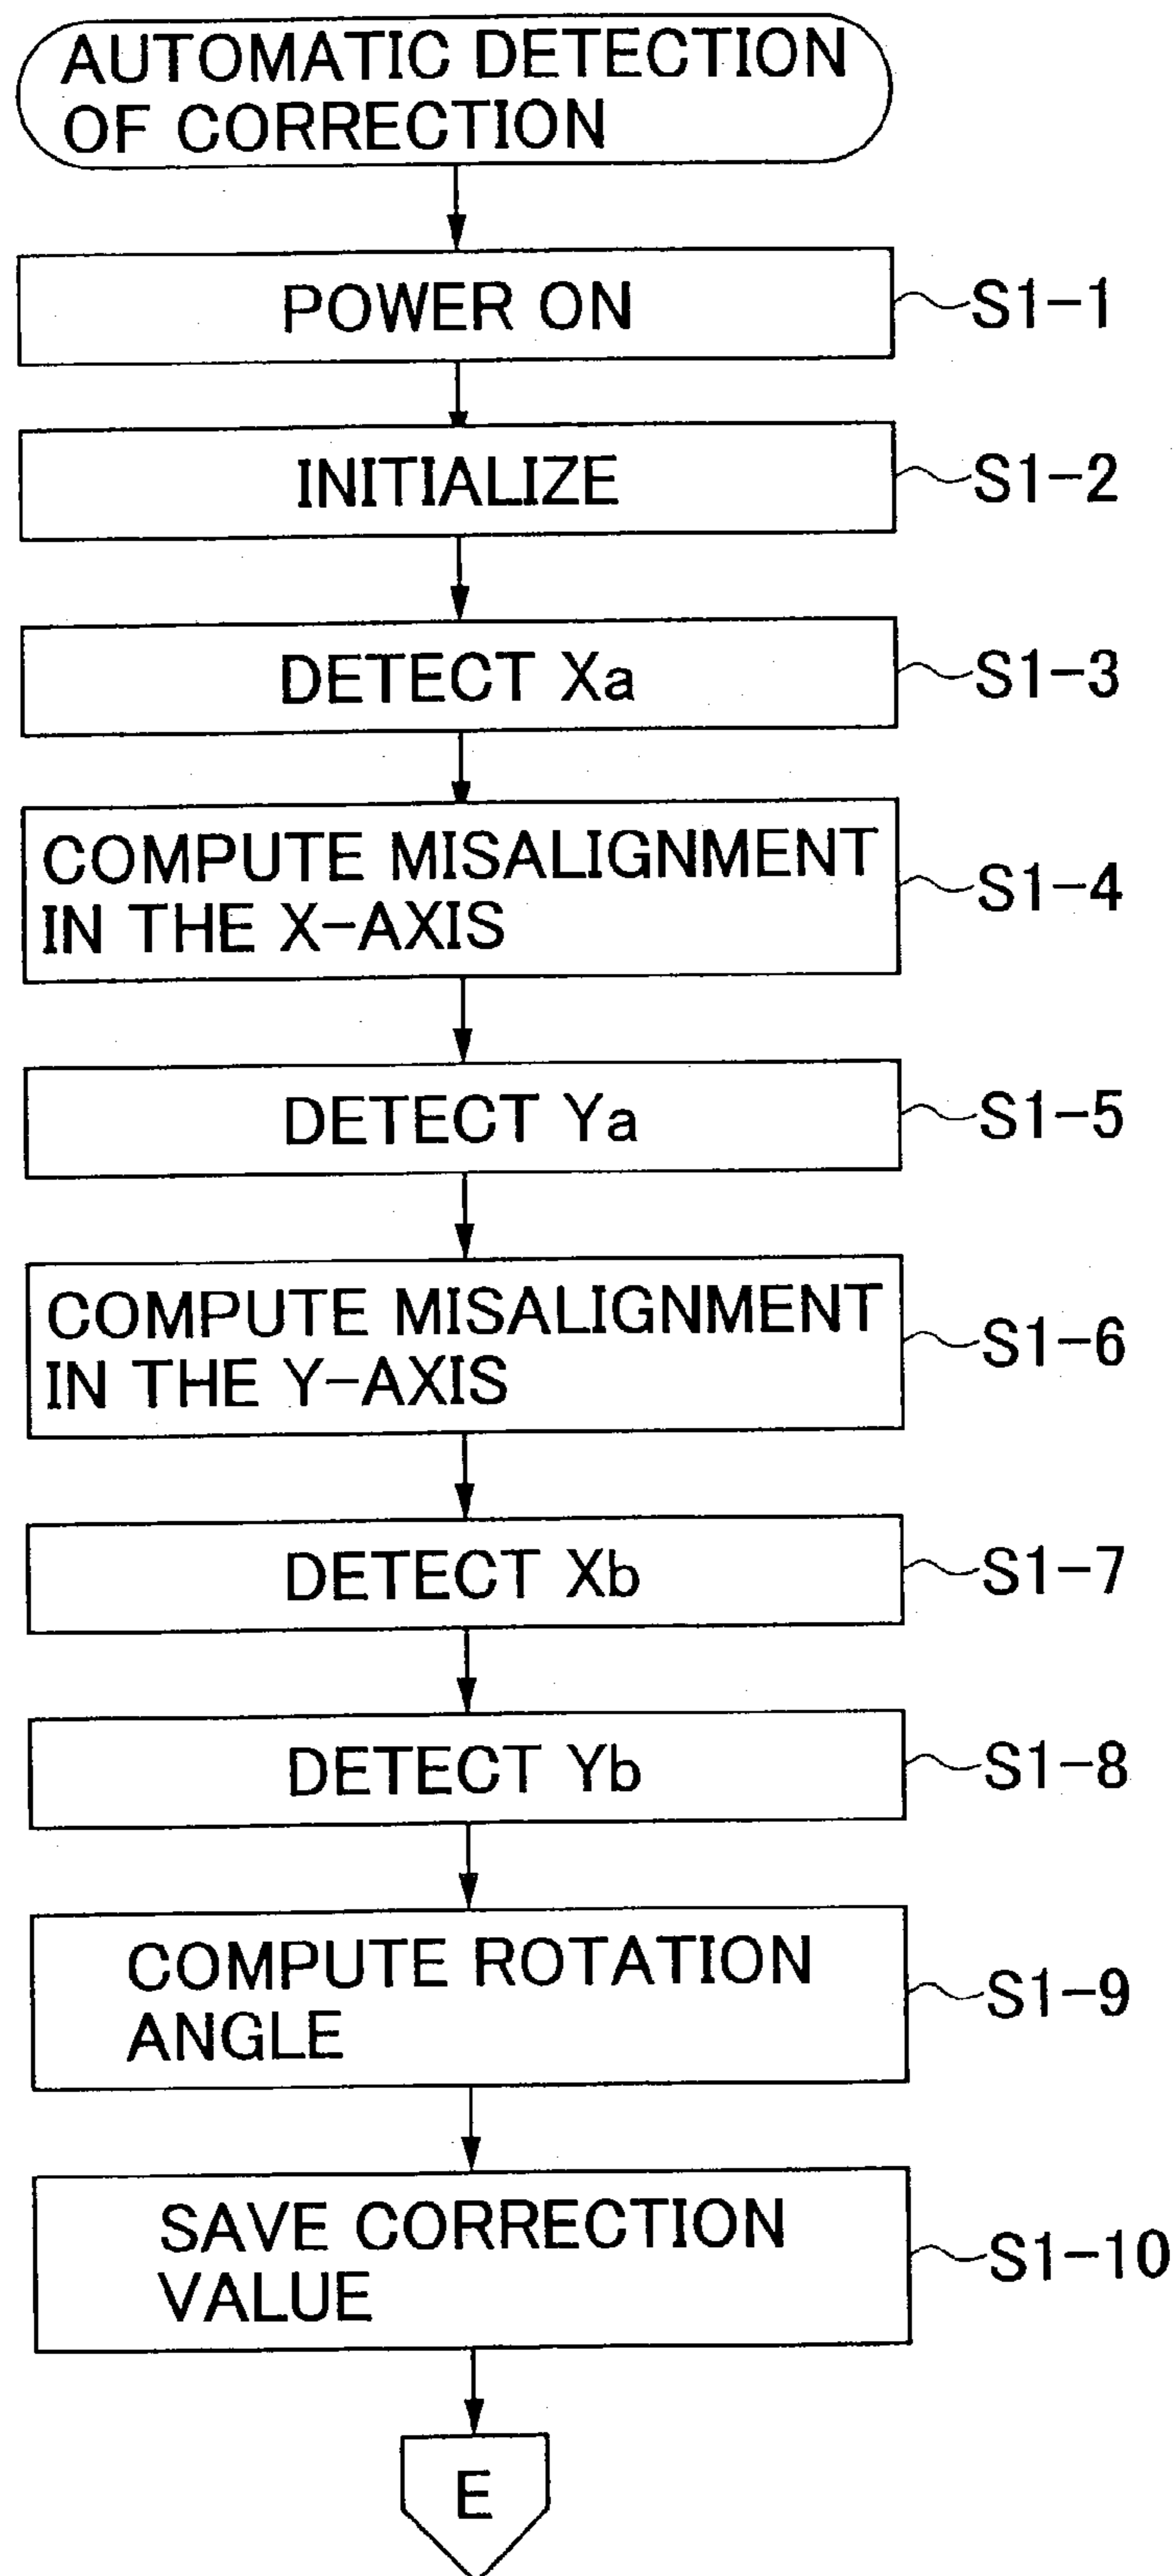 AUTOMATIC DETECTION
OF CORRECTION
POWER ON
S1-1
INITIALIZE
S1-2
DETECT Xa
S1-3
COMPUTE MISALIGNMENT
IN THE X-AXIS
S1-4
DETECT Ya
S1-5
COMPUTE MISALIGNMENT
IN THE Y-AXIS
S1-6
DETECT Xb
S1-7
DETECT Yb
S1-8
COMPUTE ROTATION
ANGLE
S1-9
SAVE CORRECTION
VALUE
S1-10
E